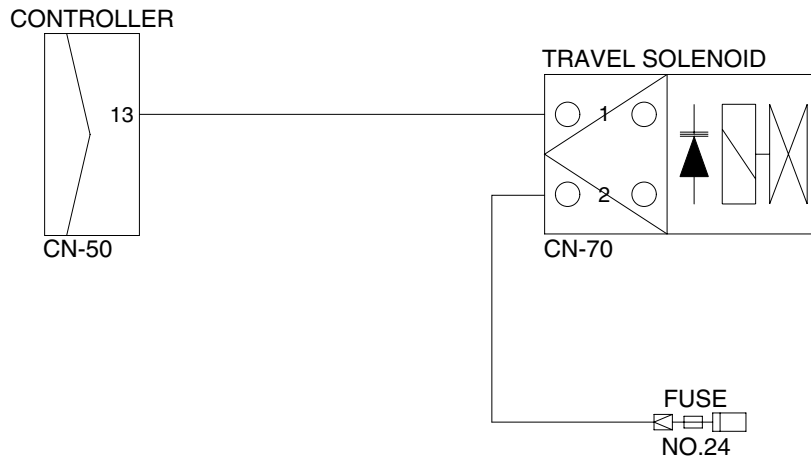 CONTROLLER
TRAVEL SOLENOID
13
1
2
CN-50
CN-70
FUSE
NO.24